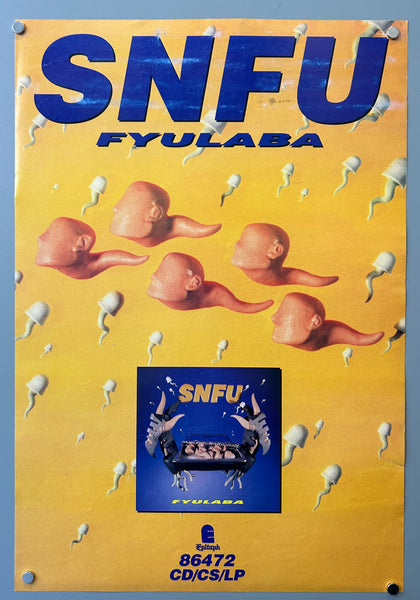 SNFU
FYULABA
SNFU
FYULABA
E
Epitaph
86472
CD/CS/LP